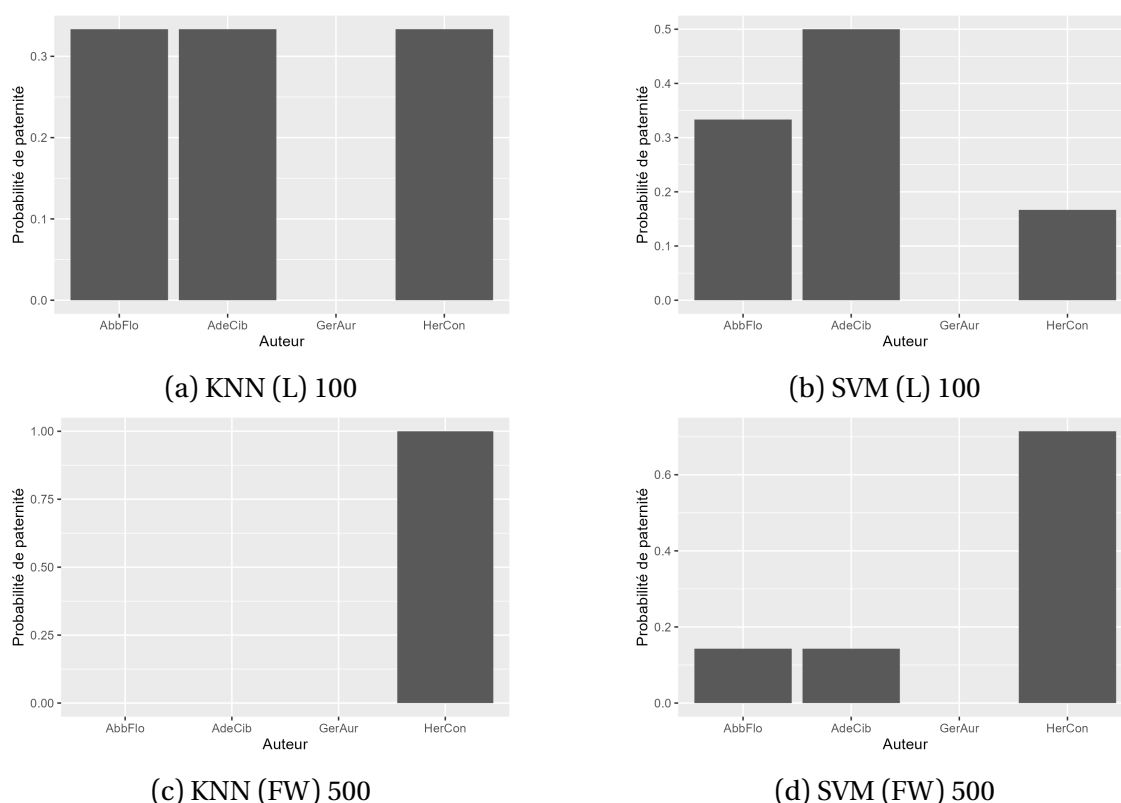 Probabilité de paternité
0.3
0.2
0.1
0.0
AbbFlo AdeCib GerAur HerCon
Auteur
(a) KNN (L) 100
Probabilité de paternité
0.5
0.4
0.3
0.2
0.1
0.0
AbbFlo AdeCib GerAur HerCon
Auteur
(b) SVM (L) 100
Probabilité de paternité
1.00
0.75
0.50
0.25
0.00
AbbFlo AdeCib GerAur HerCon
Auteur
(c) KNN (FW) 500
Probabilité de paternité
0.6
0.4
0.2
0.0
AbbFlo AdeCib GerAur HerCon
Auteur
(d) SVM (FW) 500